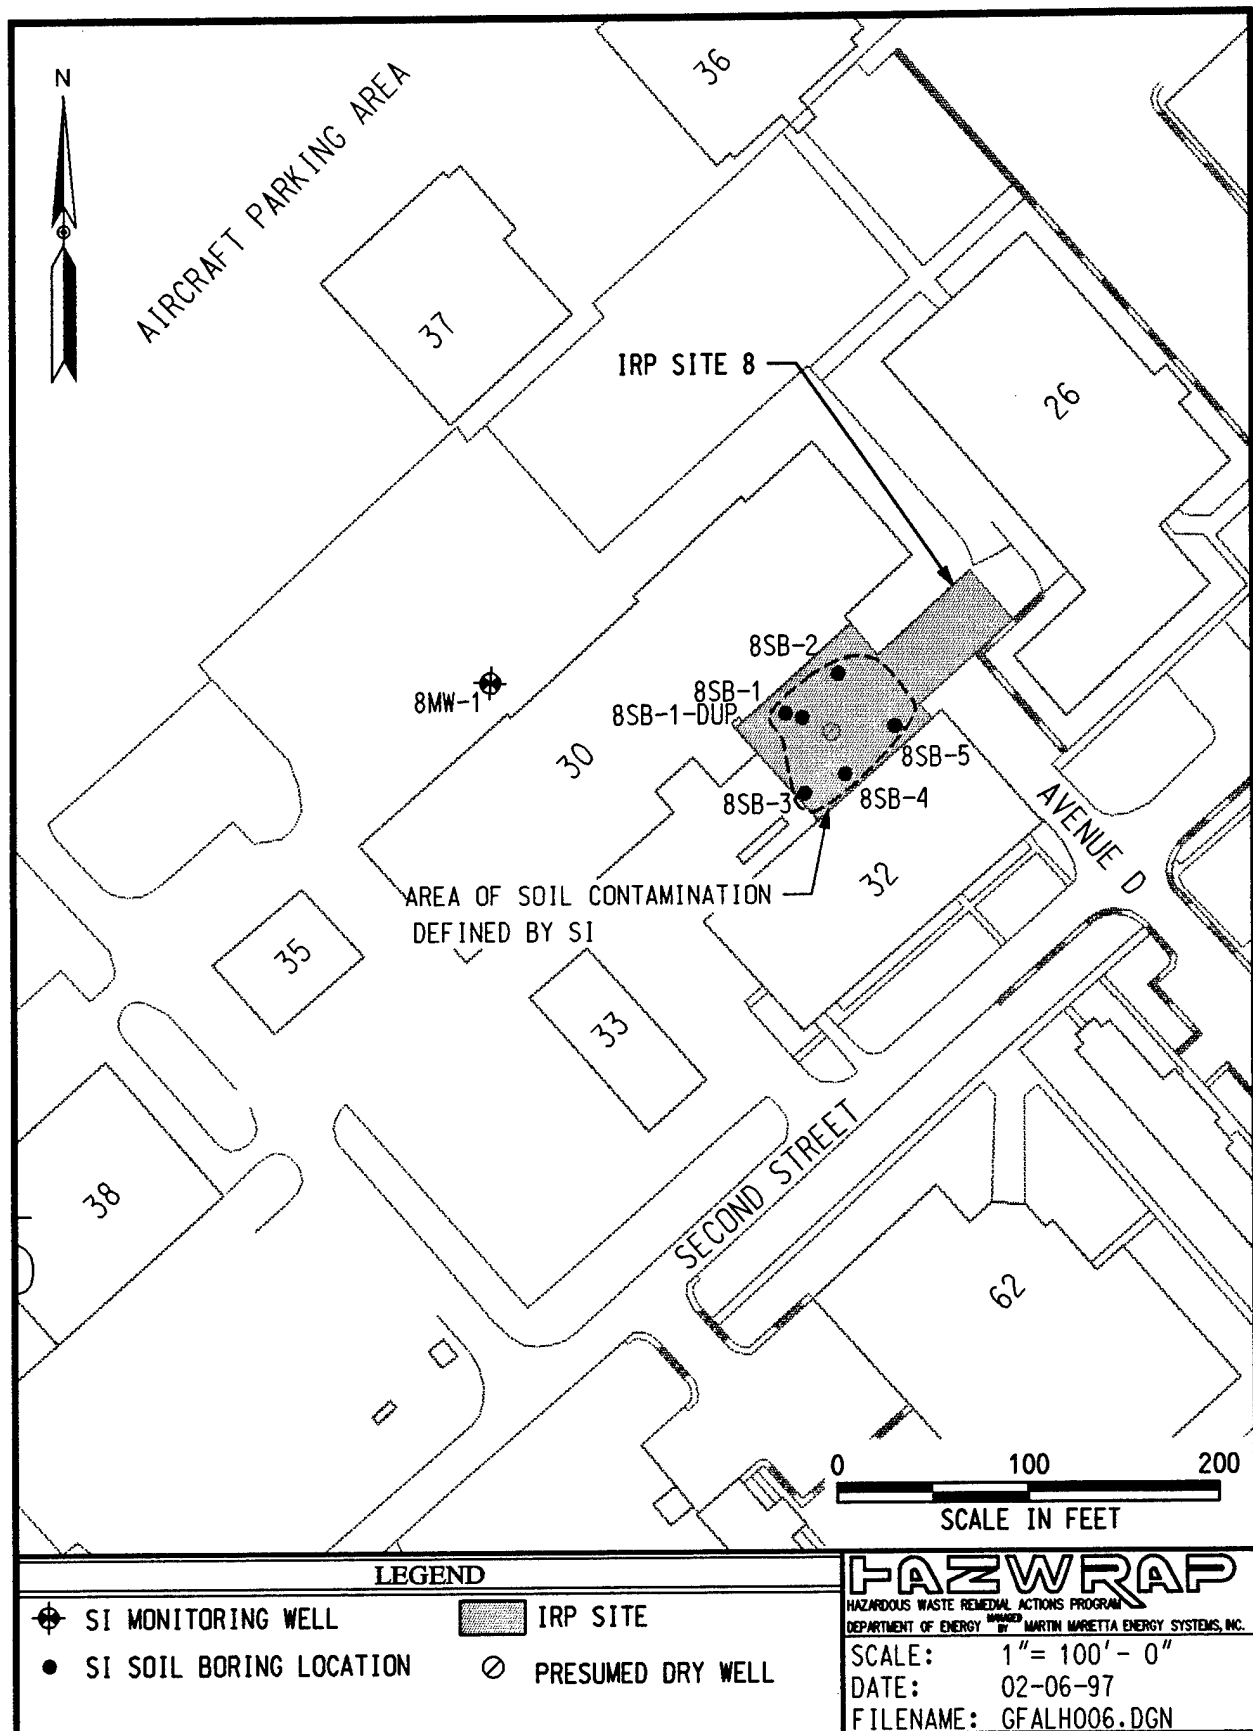 N
AIRCRAFT PARKING AREA
36
37
IRP SITE 8
26
8SB-2
8SB-1
8MW-1
8SB-1-DUP
30
8SB-5
8SB-3
8SB-4
AVENUE D
32
AREA OF SOIL CONTAMINATION
DEFINED BY SI
35
33
SECOND STREET
38
62
0 100 200
SCALE IN FEET
LEGEND
SI MONITORING WELL
IRP SITE
SI SOIL BORING LOCATION
PRESUMED DRY WELL
HAZWRAP
HAZARDOUS WASTE REMEDIAL ACTIONS PROGRAM
DEPARTMENT OF ENERGY MANAGED BY MARTIN MARIETTA ENERGY SYSTEMS, INC.
SCALE: 1"= 100' - 0"
DATE: 02-06-97
FILENAME: GFALH006.DGN